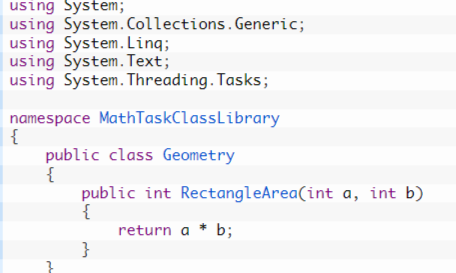 using System;
using System.Collections.Generic;
using System.Linq;
using System.Text;
using System.Threading.Tasks;
namespace MathTaskClassLibrary
{
    public class Geometry
    {
        public int RectangleArea(int a, int b)
        {
            return a * b;
        }
    }